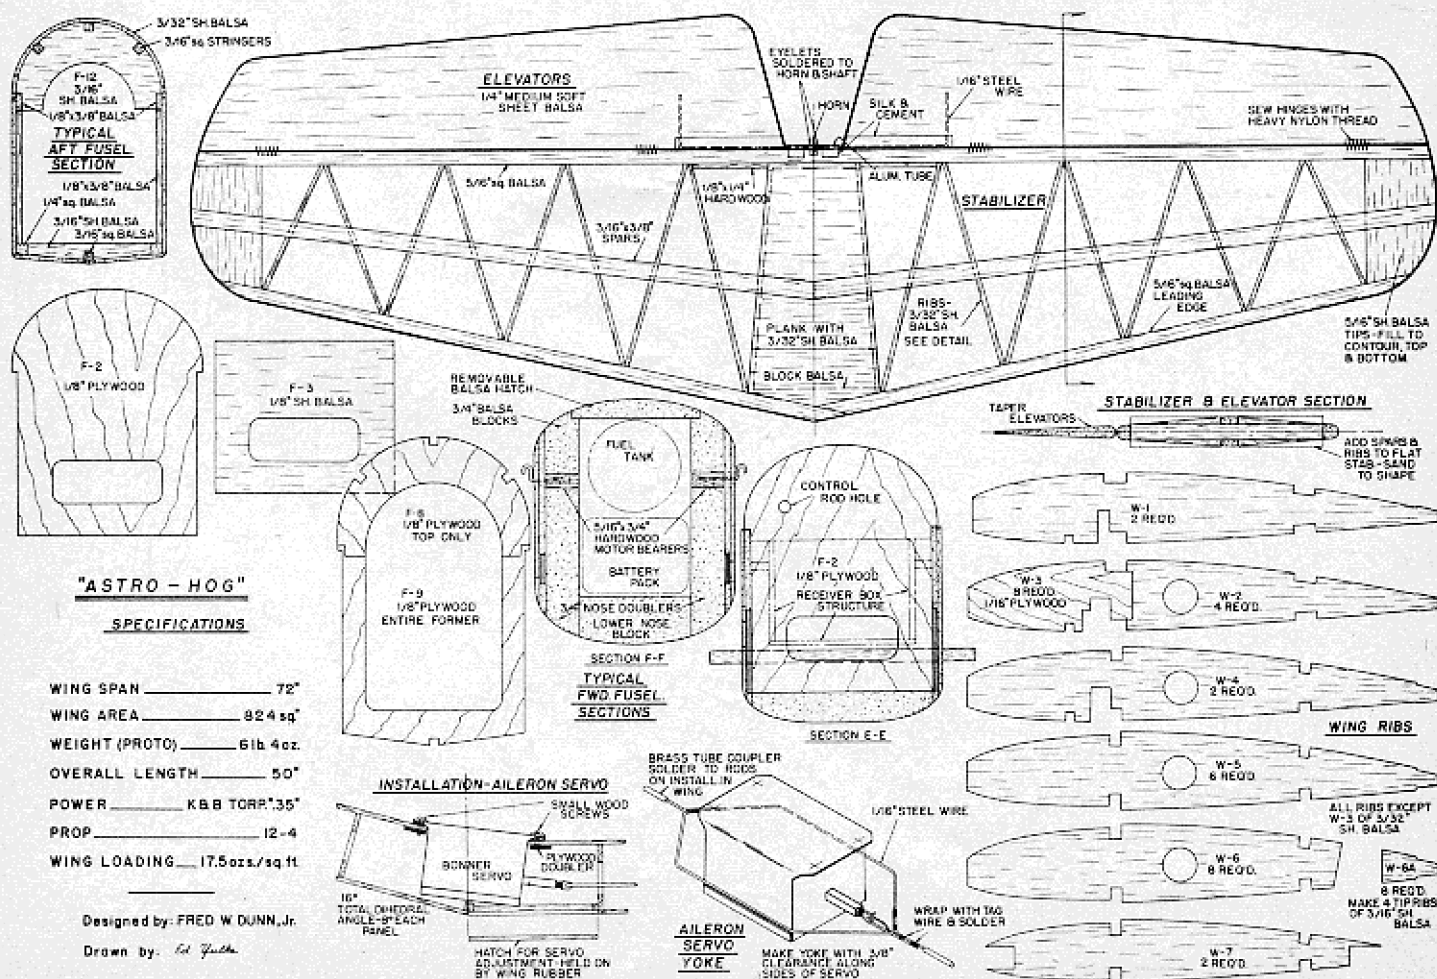 3/32" SH. BALSA
3/16" sq. STRINGERS
F-12
3/16"
SH. BALSA
1/8"x3/8" BALSA
TYPICAL
AFT FUSEL
SECTION
1/8"x3/8" BALSA
1/4" sq. BALSA
3/16" SH. BALSA
3/16" sq. BALSA
ELEVATORS
1/4" MEDIUM SOFT
SHEET BALSA
EYELETS
SOLDERED TO
HORN & SHAFT
HORN
SILK &
CEMENT
1/16" STEEL
WIRE
SEW HINGES WITH
HEAVY NYLON THREAD
5/16" sq. BALSA
1/8"x1/4"
HARDWOOD
ALUM. TUBE
STABILIZER
3/16"x3/8"
SPARS
RIBS-
3/32" SH.
BALSA
SEE DETAIL
5/16" sq. BALSA
LEADING
EDGE
PLANK WITH
3/32" SH. BALSA
BLOCK BALSA
5/16" SH. BALSA
TIPS-FILL TO
CONTOUR, TOP
& BOTTOM
F-2
1/8" PLYWOOD
F-3
1/8" SH. BALSA
REMOVABLE
BALSA HATCH
3/4" BALSA
BLOCKS
FUEL
TANK
5/16"x3/4"
HARDWOOD
MOTOR BEARERS
BATTERY
PACK
3/4" NOSE DOUBLERS
LOWER NOSE
BLOCK
SECTION F-F
TYPICAL
FWD. FUSEL.
SECTIONS
F-6
1/8" PLYWOOD
TOP ONLY
F-9
1/8" PLYWOOD
ENTIRE FORMER
CONTROL
ROD HOLE
F-2
1/8" PLYWOOD
RECEIVER BOX
STRUCTURE
SECTION E-E
STABILIZER & ELEVATOR SECTION
TAPER
ELEVATORS
ADD SPARS &
RIBS TO FLAT
STAB-SAND
TO SHAPE
W-1
2 REQ'D.
W-3
8 REQ'D.
1/16" PLYWOOD
W-2
4 REQ'D.
W-4
2 REQ'D.
WING RIBS
W-5
6 REQ'D.
ALL RIBS EXCEPT
W-3 OF 3/32"
SH. BALSA
W-6
8 REQ'D.
W-6A
8 REQ'D.
MAKE 4 TIP RIBS
OF 3/16" SH.
BALSA
W-7
2 REQ'D.
"ASTRO-HOG"
SPECIFICATIONS
WING SPAN 72"
WING AREA 824 sq"
WEIGHT (PROTO) 6 lb. 4 oz.
OVERALL LENGTH 50"
POWER K&B TORP. ".35"
PROP 12-4
WING LOADING 17.5 ozs./sq. ft.
Designed by: FRED W. DUNN, Jr.
Drawn by:
INSTALLATION-AILERON SERVO
SMALL WOOD
SCREWS
BONNER
SERVO
PLYWOOD
DOUBLER
16°
TOTAL DIHEDRAL
ANGLE-8° EACH
PANEL
HATCH FOR SERVO
ADJUSTMENT-HELD ON
BY WING RUBBER
BRASS TUBE COUPLER
SOLDER TO RODS
ON INSTALL IN
WING
1/16" STEEL WIRE
WRAP WITH TAG
WIRE & SOLDER
AILERON
SERVO
YOKE
MAKE YOKE WITH 3/8"
CLEARANCE ALONG
SIDES OF SERVO